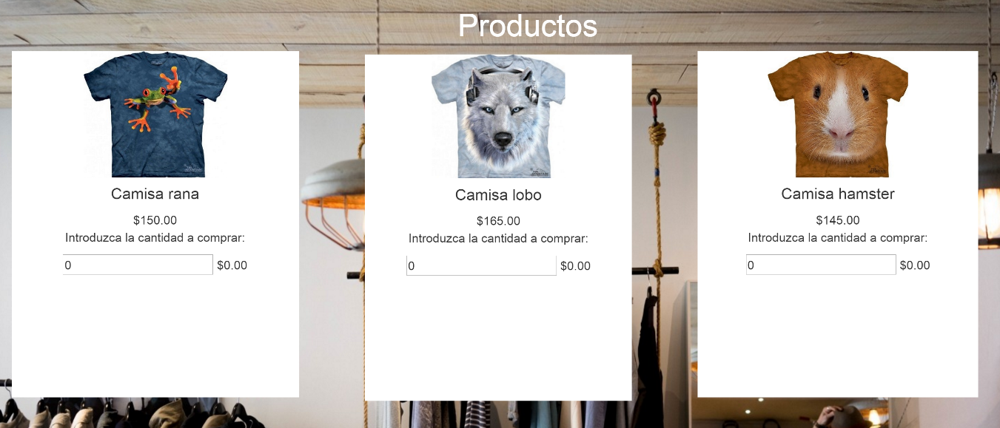 Productos
Camisa rana
$150.00
Introduzca la cantidad a comprar:
0 $0.00
Camisa lobo
$165.00
Introduzca la cantidad a comprar:
0 $0.00
Camisa hamster
$145.00
Introduzca la cantidad a comprar:
0 $0.00